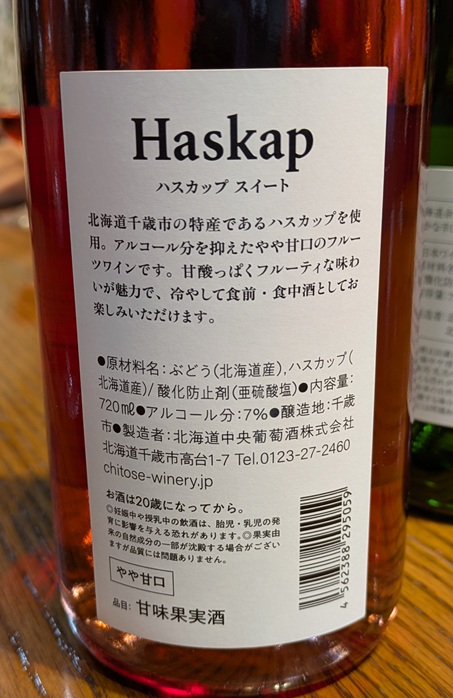 Haskap
ハスカップ スイート
北海道千歳市の特産であるハスカップを使
用。アルコール分を抑えたやや甘口のフルー
ツワインです。甘酸っぱくフルーティな味わ
いが魅力で、冷やして食前・食中酒としてお
楽しみいただけます。
●原材料名:ぶどう(北海道産),ハスカップ(
北海道産)/酸化防止剤(亜硫酸塩)●内容量:
720㎖●アルコール分:7%●醸造地:千歳
市●製造者:北海道中央葡萄酒株式会社
北海道千歳市高台1-7 Tel.0123-27-2460
chitose-winery.jp
お酒は20歳になってから。
◎妊娠中や授乳中の飲酒は、胎児・乳児の発
育に影響を与える恐れがあります。◎果実由
来の自然成分の一部が沈殿する場合がござい
ますが品質には問題ありません。
やや甘口
品目: 甘味果実酒
4 562388 295059